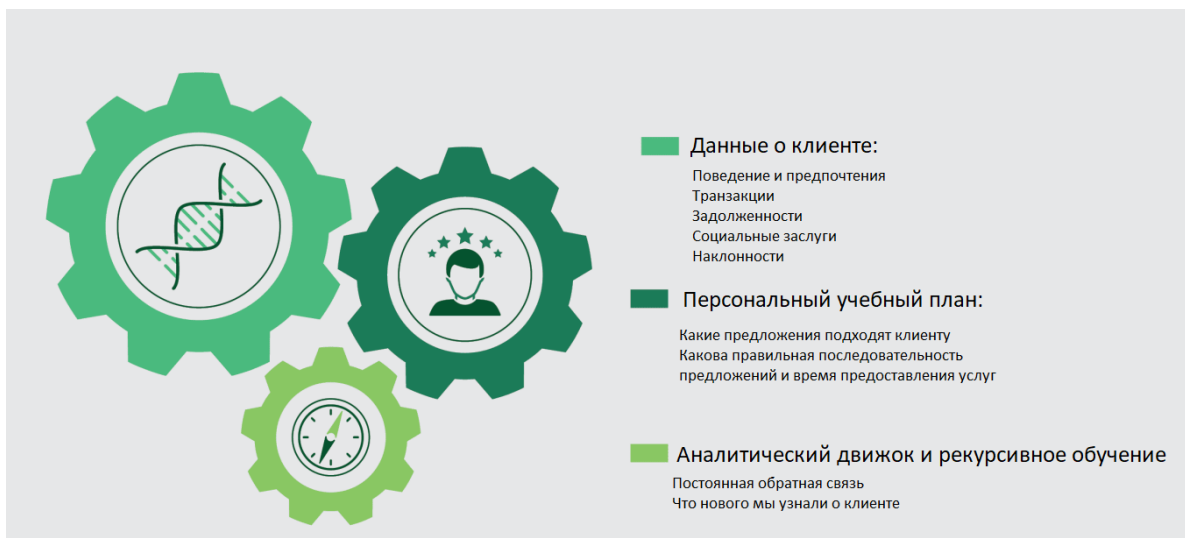 Данные о клиенте:
Поведение и предпочтения
Транзакции
Задолженности
Социальные заслуги
Наклонности
Персональный учебный план:
Какие предложения подходят клиенту
Какова правильная последовательность
предложений и время предоставления услуг
Аналитический движок и рекурсивное обучение
Постоянная обратная связь
Что нового мы узнали о клиенте